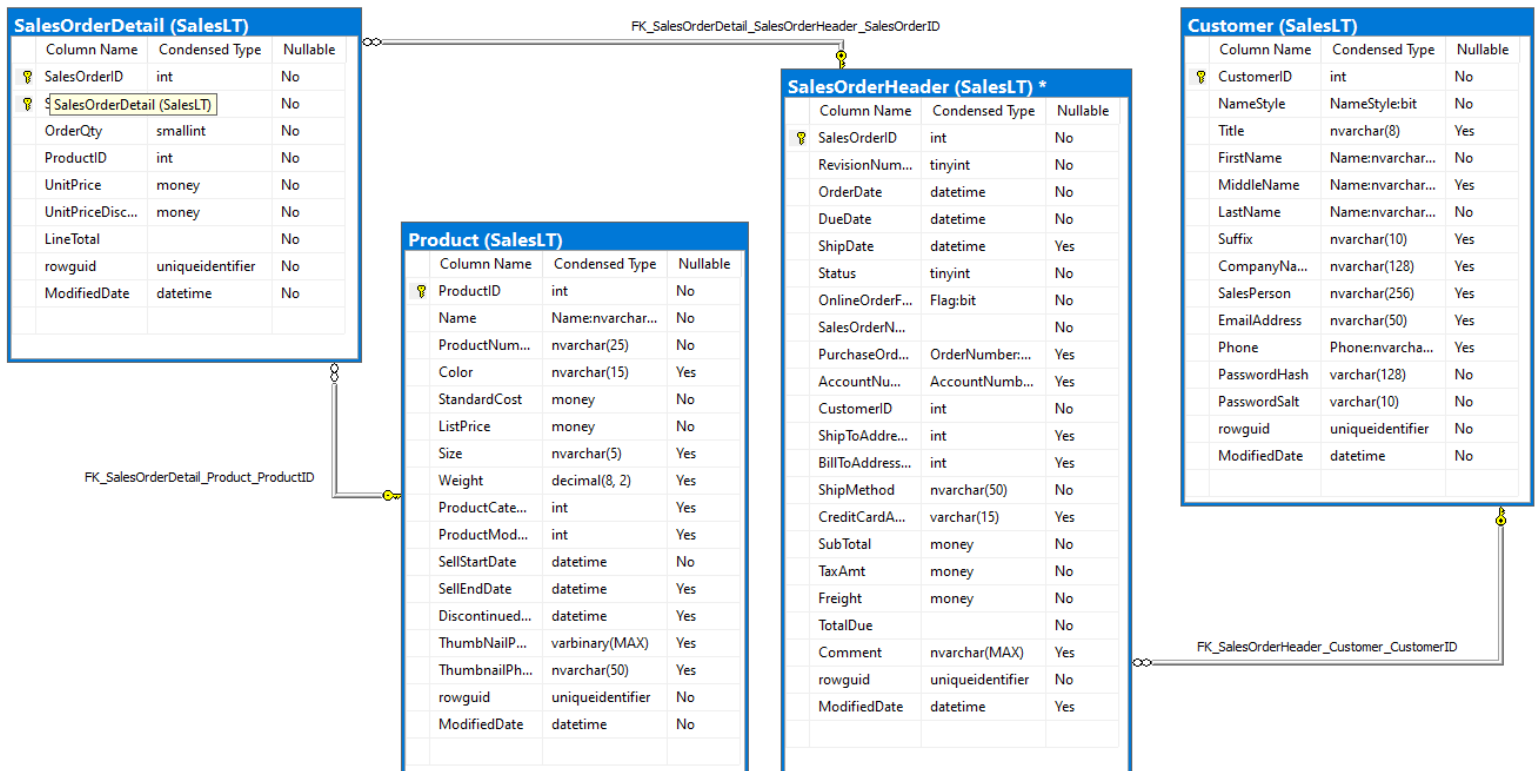 SalesOrderDetail (SalesLT)
Column Name Condensed Type Nullable
SalesOrderID int No
SalesOrderDetail (SalesLT) No
OrderQty smallint No
ProductID int No
UnitPrice money No
UnitPriceDisc... money No
LineTotal No
rowguid uniqueidentifier No
ModifiedDate datetime No
FK_SalesOrderDetail_SalesOrderHeader_SalesOrderID
FK_SalesOrderDetail_Product_ProductID
Product (SalesLT)
Column Name Condensed Type Nullable
ProductID int No
Name Name:nvarchar... No
ProductNum... nvarchar(25) No
Color nvarchar(15) Yes
StandardCost money No
ListPrice money No
Size nvarchar(5) Yes
Weight decimal(8, 2) Yes
ProductCate... int Yes
ProductMod... int Yes
SellStartDate datetime No
SellEndDate datetime Yes
Discontinued... datetime Yes
ThumbNailP... varbinary(MAX) Yes
ThumbnailPh... nvarchar(50) Yes
rowguid uniqueidentifier No
ModifiedDate datetime No
SalesOrderHeader (SalesLT) *
Column Name Condensed Type Nullable
SalesOrderID int No
RevisionNum... tinyint No
OrderDate datetime No
DueDate datetime No
ShipDate datetime Yes
Status tinyint No
OnlineOrderF... Flag:bit No
SalesOrderN... No
PurchaseOrd... OrderNumber:... Yes
AccountNu... AccountNumb... Yes
CustomerID int No
ShipToAddre... int Yes
BillToAddress... int Yes
ShipMethod nvarchar(50) No
CreditCardA... varchar(15) Yes
SubTotal money No
TaxAmt money No
Freight money No
TotalDue No
Comment nvarchar(MAX) Yes
rowguid uniqueidentifier No
ModifiedDate datetime Yes
Customer (SalesLT)
Column Name Condensed Type Nullable
CustomerID int No
NameStyle NameStyle:bit No
Title nvarchar(8) Yes
FirstName Name:nvarchar... No
MiddleName Name:nvarchar... Yes
LastName Name:nvarchar... No
Suffix nvarchar(10) Yes
CompanyNa... nvarchar(128) Yes
SalesPerson nvarchar(256) Yes
EmailAddress nvarchar(50) Yes
Phone Phone:nvarcha... Yes
PasswordHash varchar(128) No
PasswordSalt varchar(10) No
rowguid uniqueidentifier No
ModifiedDate datetime No
FK_SalesOrderHeader_Customer_CustomerID